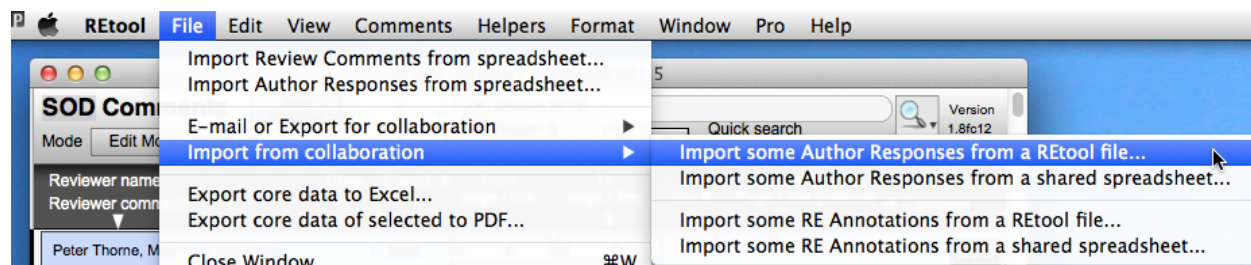 P REtool File Edit View Comments Helpers Format Window Pro Help
Import Review Comments from spreadsheet...
Import Author Responses from spreadsheet...
5
SOD Com
Version
1.8fc12
Mode Edit Mo
Quick search
E-mail or Export for collaboration
Import from collaboration
Import some Author Responses from a REtool file...
Import some Author Responses from a shared spreadsheet...
Import some RE Annotations from a REtool file...
Import some RE Annotations from a shared spreadsheet...
Reviewer name
Reviewer comm
Export core data to Excel...
Export core data of selected to PDF...
Peter Thorne, M
Close Window ⌘W